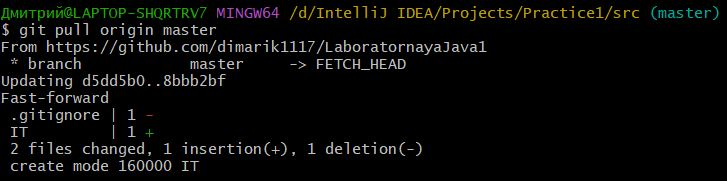 Дмитрий@LAPTOP-SHQRTRV7 MINGW64 /d/IntelliJ IDEA/Projects/Practice1/src (master)
$ git pull origin master
From https://github.com/dimarik1117/LaboratornayaJava1
 * branch            master     -> FETCH_HEAD
Updating d5dd5b0..8bbb2bf
Fast-forward
 .gitignore | 1 -
 IT         | 1 +
 2 files changed, 1 insertion(+), 1 deletion(-)
 create mode 160000 IT